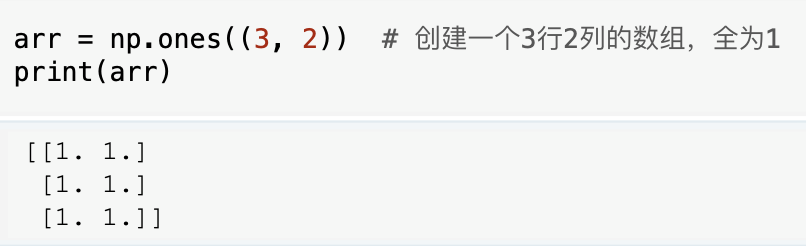 arr = np.ones((3, 2))  # 创建一个3行2列的数组，全为1
print(arr)
[[1. 1.]
 [1. 1.]
 [1. 1.]]